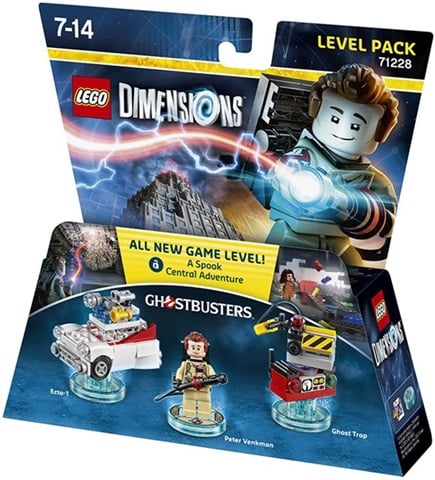 7-14
LEVEL PACK
71228
LEGO DIMENSIONS
ALL NEW GAME LEVEL!
A Spook
Central Adventure
GHOSTBUSTERS
Ecto-1
Peter Venkman
Ghost Trap
LEGO DIMENSIONS